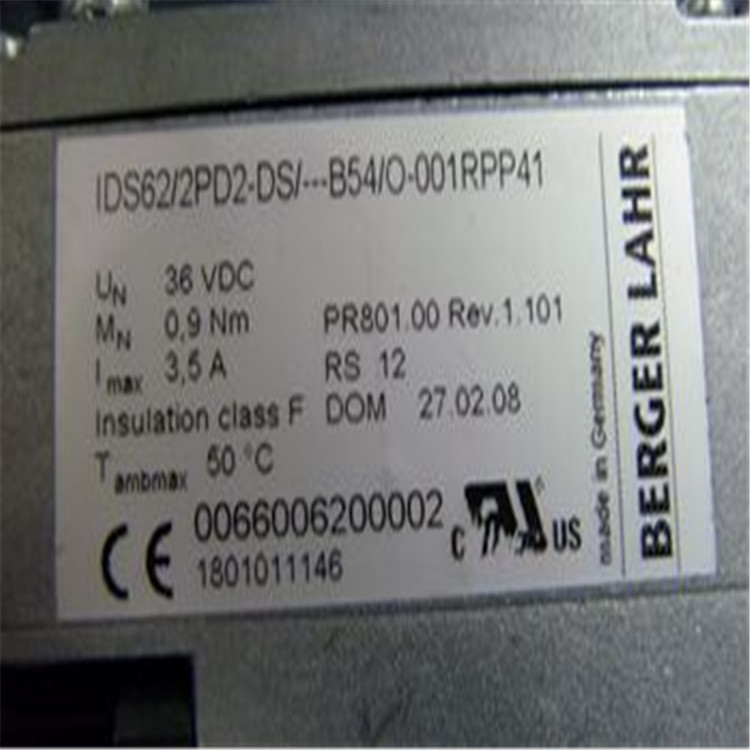 IDS62/2PD2-DS/---B54/O-001RPP41
UN 36 VDC
MN 0,9 Nm PR801.00 Rev.1.101
Imax 3,5 A RS 12
Insulation class F DOM 27.02.08
Tambmax 50 °C
CE 0066006200002
1801011146
C RU ® US
made in Germany
BERGER LAHR